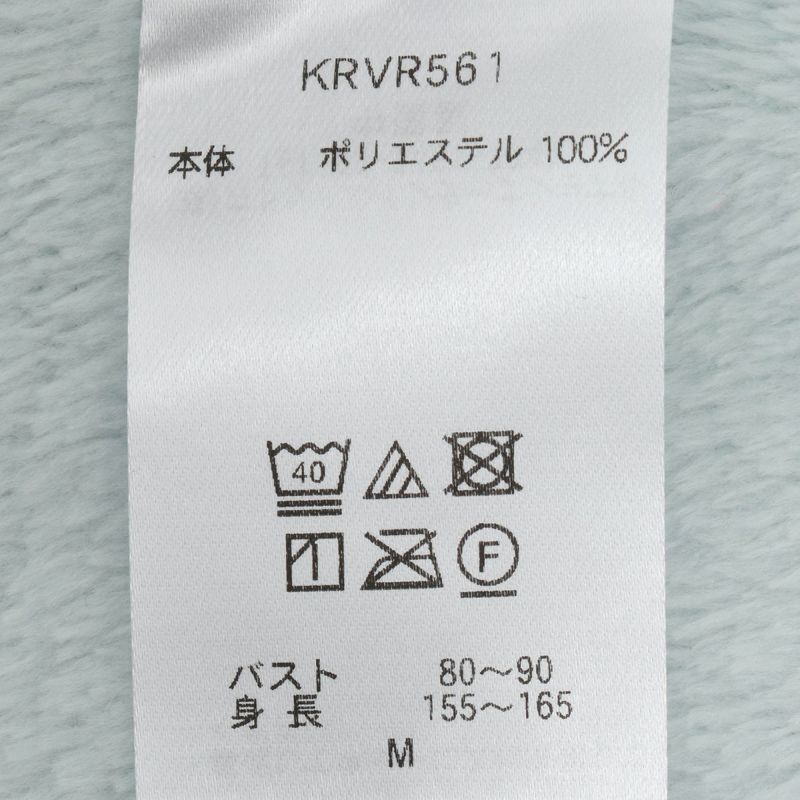 KRVR561
本体 ポリエステル 100%
40
F
バスト 80〜90
身長 155〜165
M